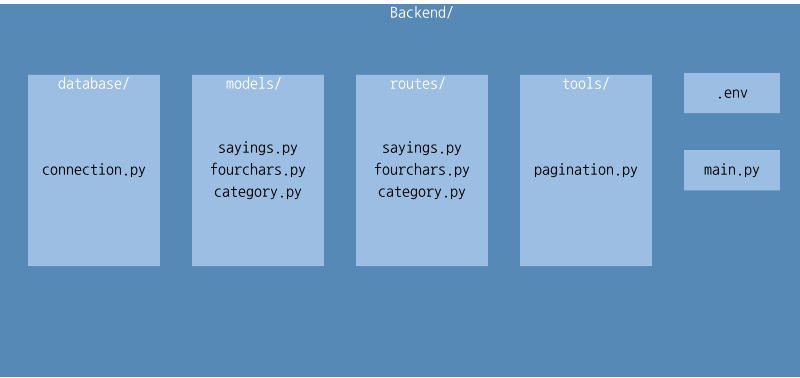 Backend/
database/
connection.py
models/
sayings.py
fourchars.py
category.py
routes/
sayings.py
fourchars.py
category.py
tools/
pagination.py
.env
main.py